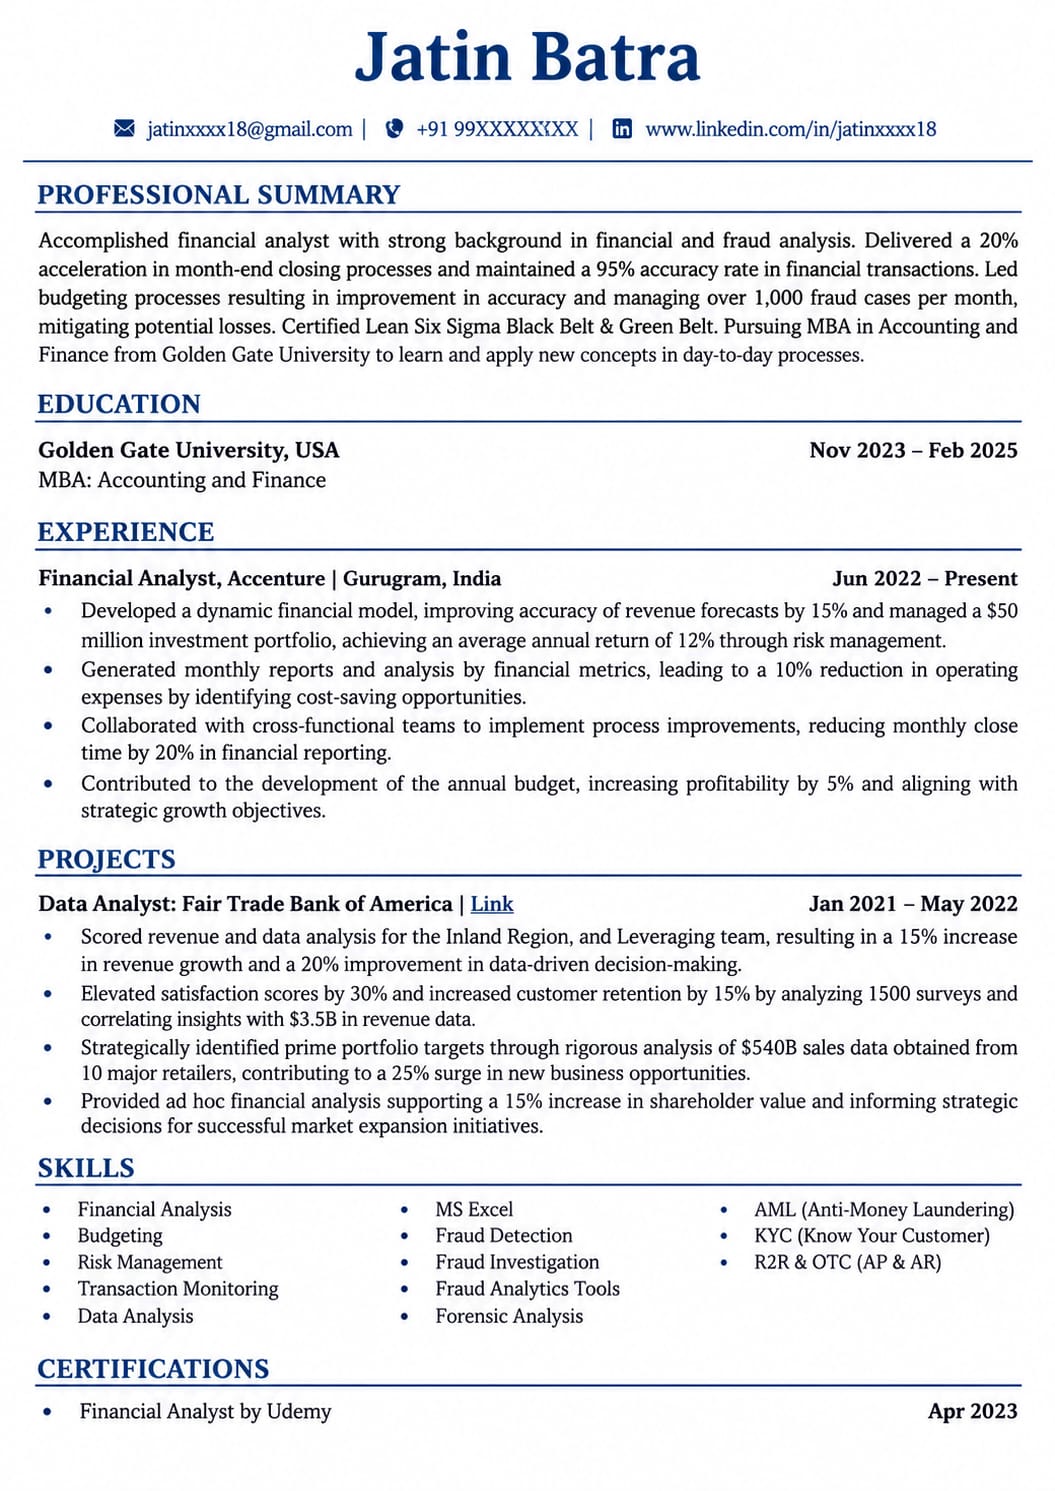 Jatin Batra
jatinxxxx18@gmail.com | +91 99XXXXXXXX | www.linkedin.com/in/jatinxxxx18
PROFESSIONAL SUMMARY
Accomplished financial analyst with strong background in financial and fraud analysis. Delivered a 20%
acceleration in month-end closing processes and maintained a 95% accuracy rate in financial transactions. Led
budgeting processes resulting in improvement in accuracy and managing over 1,000 fraud cases per month,
mitigating potential losses. Certified Lean Six Sigma Black Belt & Green Belt. Pursuing MBA in Accounting and
Finance from Golden Gate University to learn and apply new concepts in day-to-day processes.
EDUCATION
Golden Gate University, USA Nov 2023 – Feb 2025
MBA: Accounting and Finance
EXPERIENCE
Financial Analyst, Accenture | Gurugram, India Jun 2022 – Present
• Developed a dynamic financial model, improving accuracy of revenue forecasts by 15% and managed a $50
million investment portfolio, achieving an average annual return of 12% through risk management.
• Generated monthly reports and analysis by financial metrics, leading to a 10% reduction in operating
expenses by identifying cost-saving opportunities.
• Collaborated with cross-functional teams to implement process improvements, reducing monthly close
time by 20% in financial reporting.
• Contributed to the development of the annual budget, increasing profitability by 5% and aligning with
strategic growth objectives.
PROJECTS
Data Analyst: Fair Trade Bank of America | Link Jan 2021 – May 2022
• Scored revenue and data analysis for the Inland Region, and Leveraging team, resulting in a 15% increase
in revenue growth and a 20% improvement in data-driven decision-making.
• Elevated satisfaction scores by 30% and increased customer retention by 15% by analyzing 1500 surveys and
correlating insights with $3.5B in revenue data.
• Strategically identified prime portfolio targets through rigorous analysis of $540B sales data obtained from
10 major retailers, contributing to a 25% surge in new business opportunities.
• Provided ad hoc financial analysis supporting a 15% increase in shareholder value and informing strategic
decisions for successful market expansion initiatives.
SKILLS
• Financial Analysis
• Budgeting
• Risk Management
• Transaction Monitoring
• Data Analysis
• MS Excel
• Fraud Detection
• Fraud Investigation
• Fraud Analytics Tools
• Forensic Analysis
• AML (Anti-Money Laundering)
• KYC (Know Your Customer)
• R2R & OTC (AP & AR)
CERTIFICATIONS
• Financial Analyst by Udemy Apr 2023